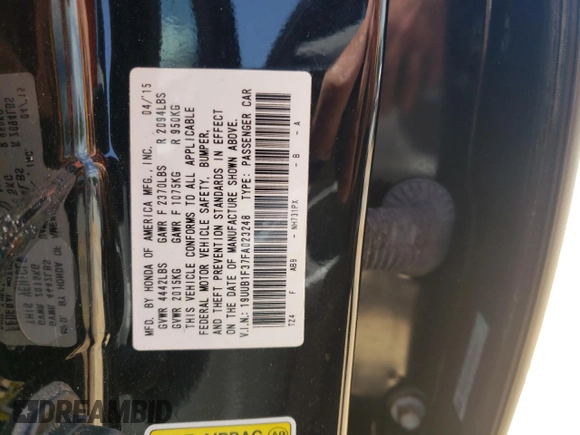 MFD. BY HONDA OF AMERICA MFG., INC. 04/15
GVWR 4442LBS GAWR F 2370LBS R 2094LBS
GVWR 2015KG GAWR F 1075KG R 950KG
THIS VEHICLE CONFORMS TO ALL APPLICABLE
FEDERAL MOTOR VEHICLE SAFETY, BUMPER,
AND THEFT PREVENTION STANDARDS IN EFFECT
ON THE DATE OF MANUFACTURE SHOWN ABOVE.
V.I.N.: 19UUB1F37FA023248 TYPE: PASSENGER CAR
TZ4 F AB9 - NH731PX - B - A
AIRBAG
DREAMBID